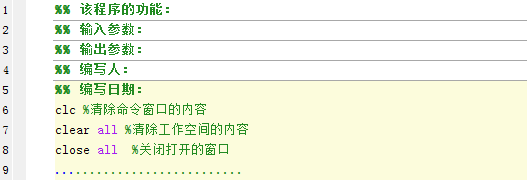 1 %% 该程序的功能：
2 %% 输入参数：
3 %% 输出参数：
4 %% 编写人：
5 %% 编写日期：
6 clc %清除命令窗口的内容
7 clear all %清除工作空间的内容
8 close all  %关闭打开的窗口
9 ..........................